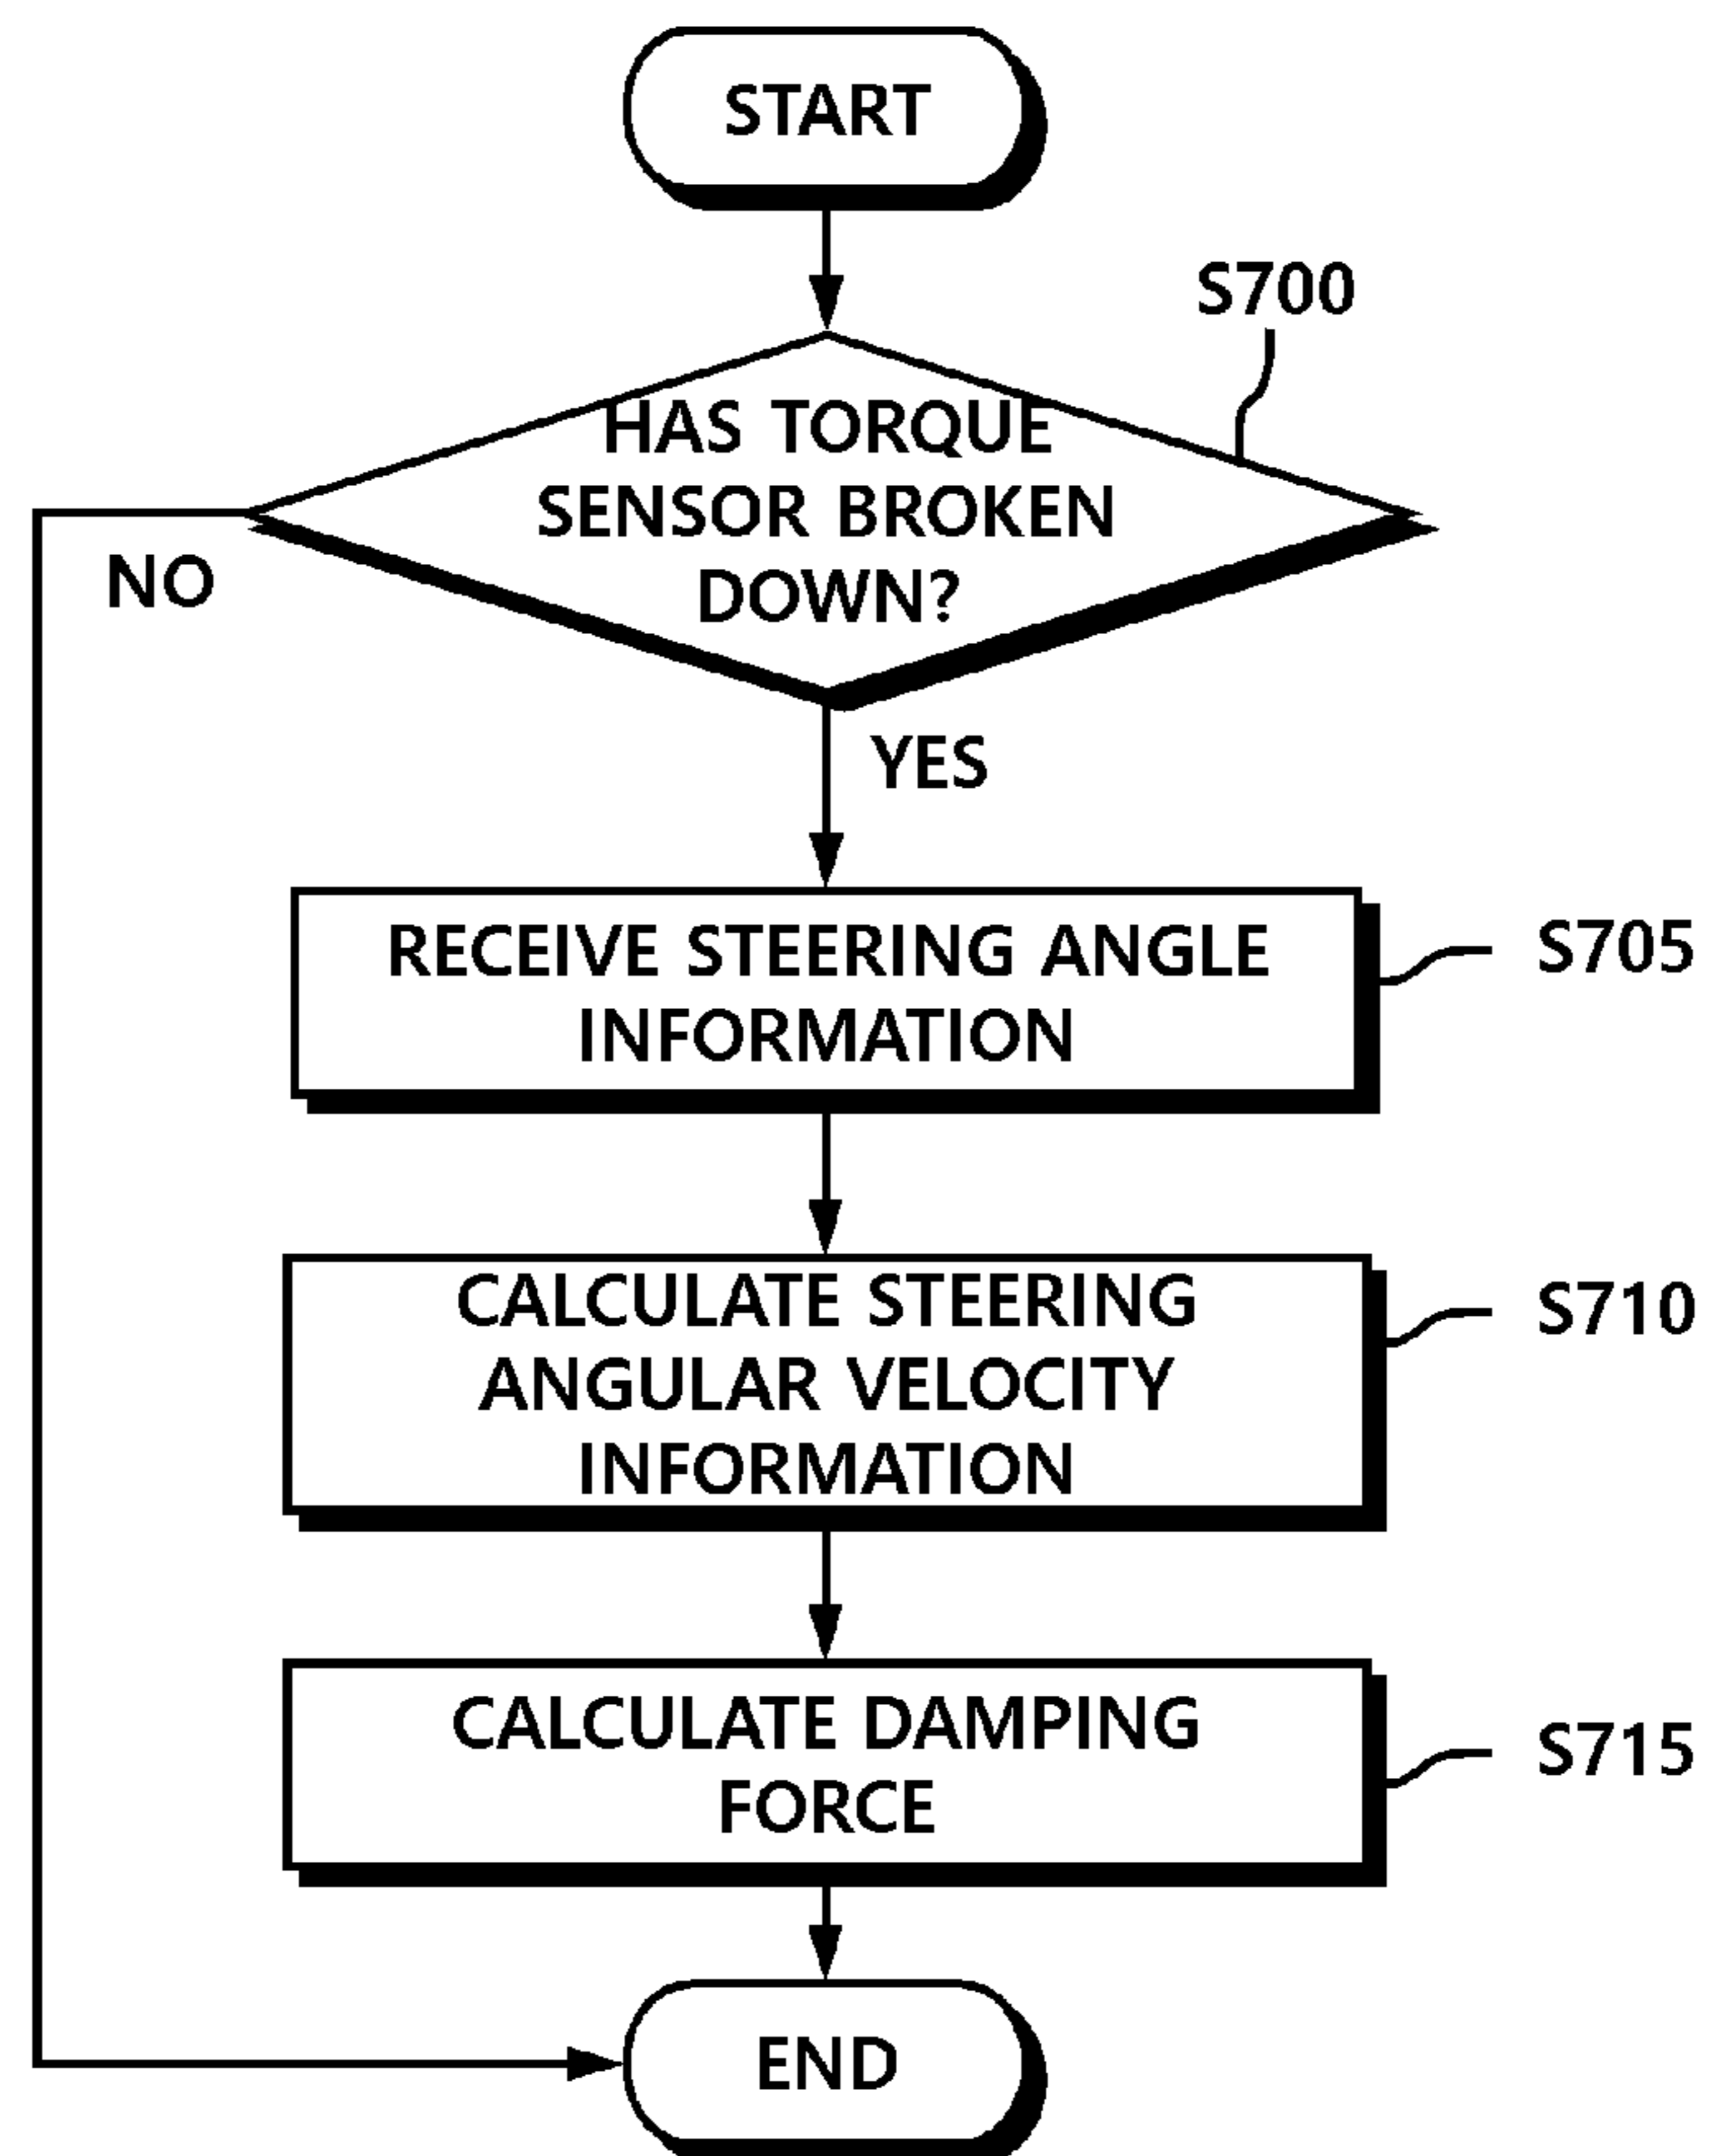 START
S700
HAS TORQUE
SENSOR BROKEN
DOWN?
NO
YES
RECEIVE STEERING ANGLE
INFORMATION
S705
CALCULATE STEERING
ANGULAR VELOCITY
INFORMATION
S710
CALCULATE DAMPING
FORCE
S715
END